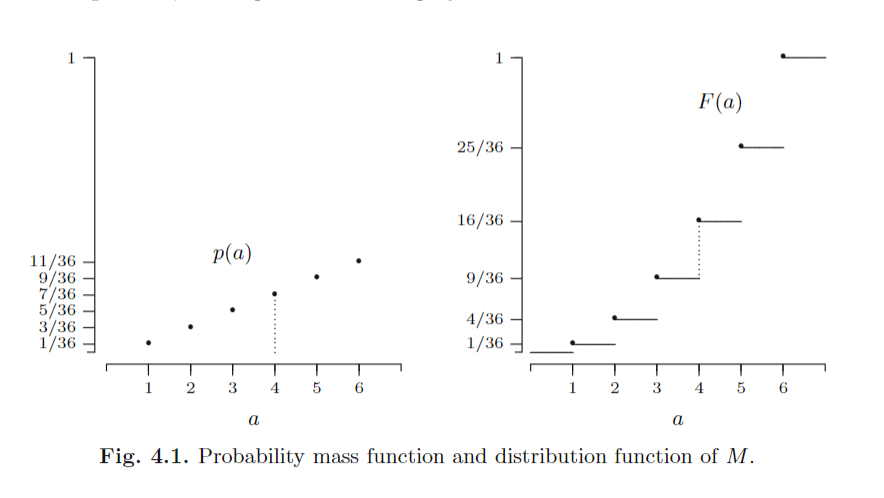 1
11/36
9/36
7/36
5/36
3/36
1/36
p(a)
1 2 3 4 5 6
a
1
25/36
16/36
9/36
4/36
1/36
F(a)
1 2 3 4 5 6
a
Fig. 4.1. Probability mass function and distribution function of M.